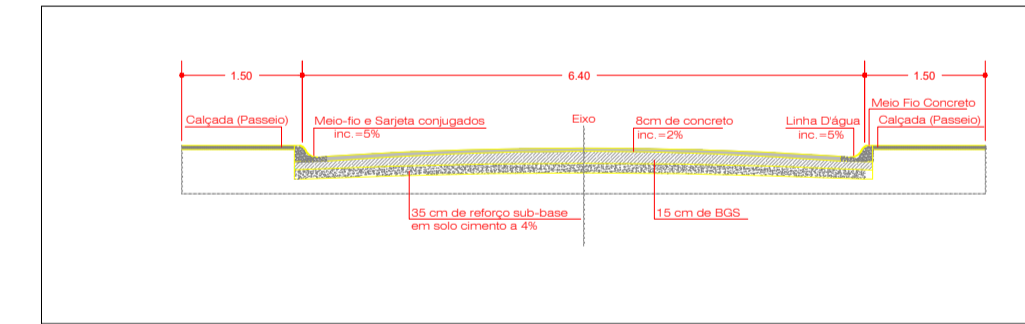 1.50
6.40
1.50
Meio Fio Concreto
Calçada (Passeio)
Meio-fio e Sarjeta conjugados
inc.=5%
Eixo
8cm de concreto
inc.=2%
Linha D'água
inc.=5%
Calçada (Passeio)
35 cm de reforço sub-base
em solo cimento a 4%
15 cm de BGS